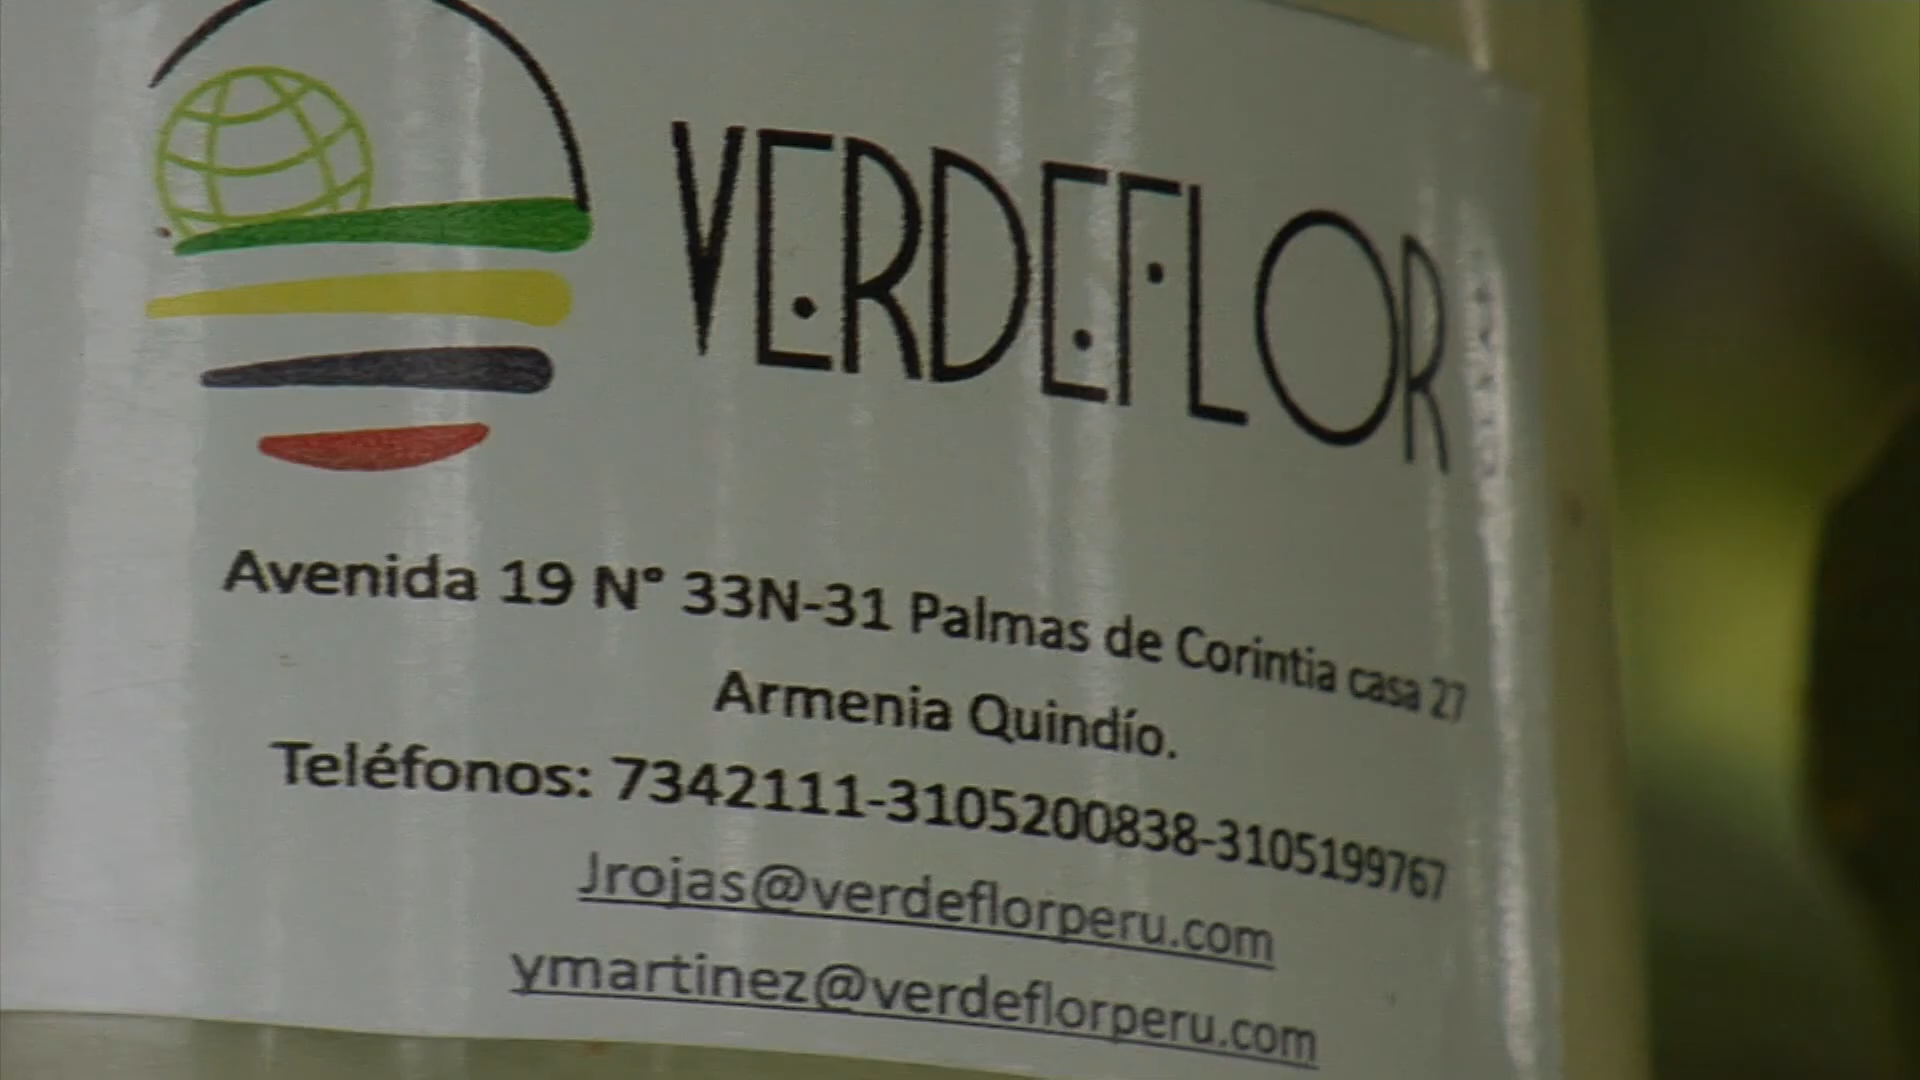 VERDEFLOR
Avenida 19 N° 33N-31 Palmas de Corintia casa 27
Armenia Quindío.
Teléfonos: 7342111-3105200838-3105199767
Jrojas@verdeflorperu.com
ymartinez@verdeflorperu.com